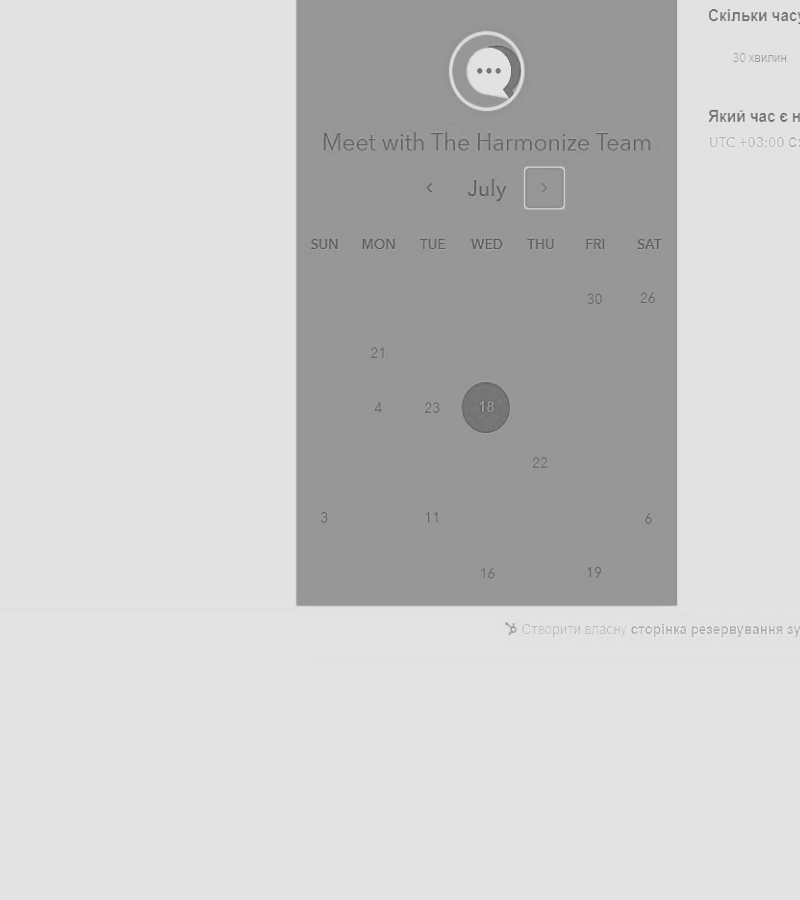 Скільки часу
30 хвилин
Meet with The Harmonize Team
Який час є н
UTC +03:00
July
SUN MON TUE WED THU FRI SAT
30 26
21
4 23 18
22
3 11 6
16 19
Створити власну сторінка резервування зу